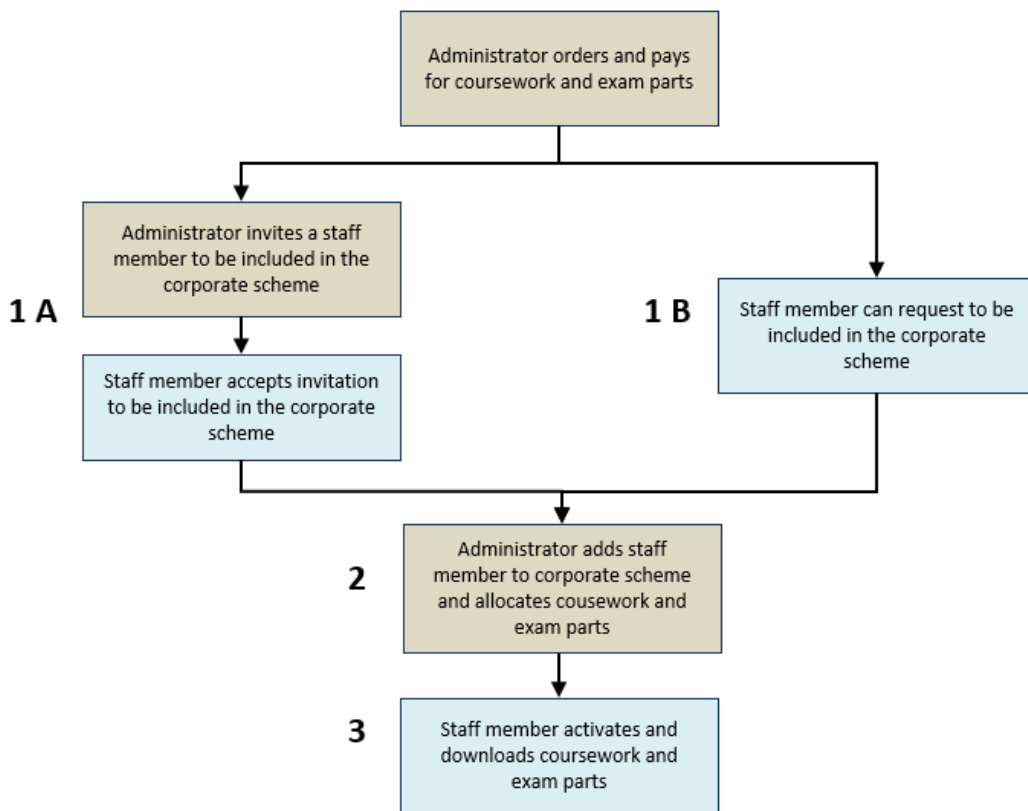 Administrator orders and pays
for coursework and exam parts
Administrator invites a staff
member to be included in the
corporate scheme
1 A
Staff member accepts invitation
to be included in the corporate
scheme
1 B
Staff member can request to be
included in the corporate
scheme
2
Administrator adds staff
member to corporate scheme
and allocates cousework and
exam parts
3
Staff member activates and
downloads coursework and
exam parts